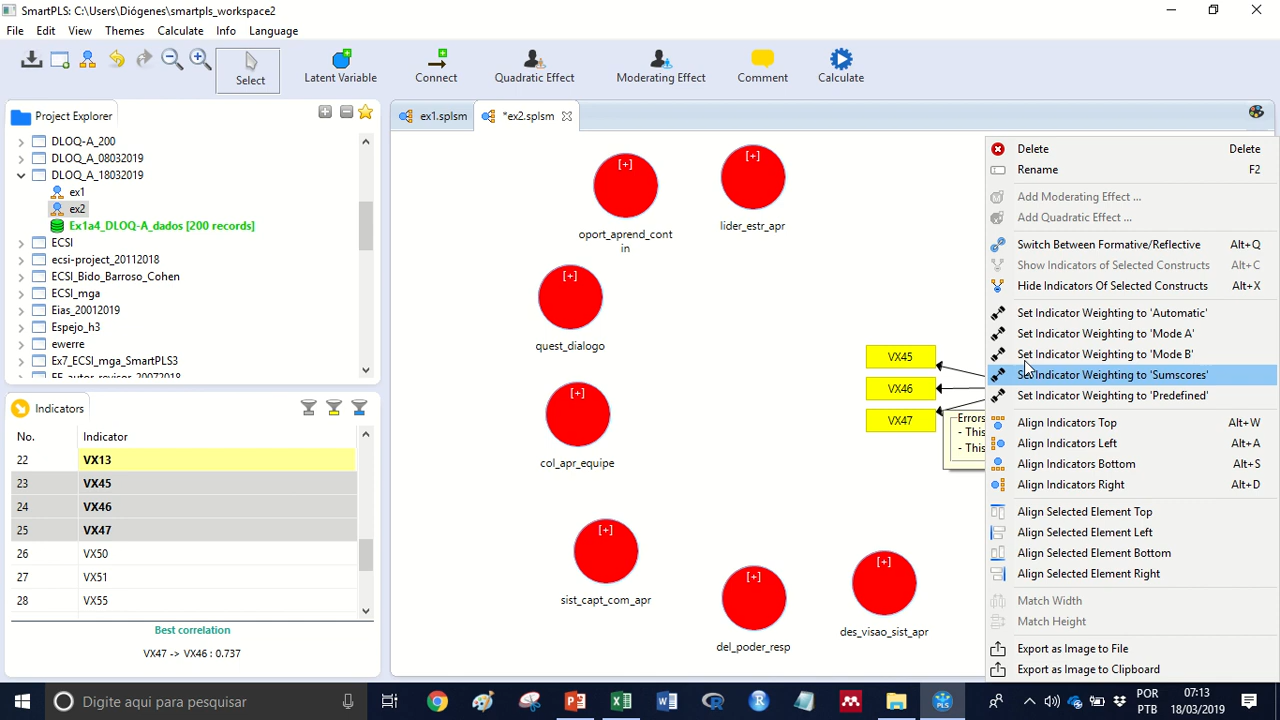 SmartPLS: C:\Users\Diógenes\smartpls_workspace2
File Edit View Themes Calculate Info Language
Select
Latent Variable
Connect
Quadratic Effect
Moderating Effect
Comment
Calculate
Project Explorer
DLOQ-A_200
DLOQ_A_08032019
DLOQ_A_18032019
ex1
ex2
Ex1a4_DLOQ-A_dados [200 records]
ECSI
ecsi-project_20112018
ECSI_Bido_Barroso_Cohen
ECSI_mga
Eias_20012019
Espejo_h3
ewerre
Ex7_ECSI_mga_SmartPLS3
Indicators
No. Indicator
22 VX13
23 VX45
24 VX46
25 VX47
26 VX50
27 VX51
28 VX55
Best correlation
VX47 -> VX46 : 0.737
ex1.splsm
*ex2.splsm
[+]
oport_aprend_cont
in
[+]
lider_estr_apr
[+]
quest_dialogo
[+]
col_apr_equipe
[+]
sist_capt_com_apr
[+]
del_poder_resp
[+]
des_visao_sist_apr
VX45
VX46
VX47
Errors
- This
- This
Delete Delete
Rename F2
Add Moderating Effect ...
Add Quadratic Effect ...
Switch Between Formative/Reflective Alt+Q
Show Indicators of Selected Constructs Alt+C
Hide Indicators Of Selected Constructs Alt+X
Set Indicator Weighting to 'Automatic'
Set Indicator Weighting to 'Mode A'
Set Indicator Weighting to 'Mode B'
Set Indicator Weighting to 'Sumscores'
Set Indicator Weighting to 'Predefined'
Align Indicators Top Alt+W
Align Indicators Left Alt+A
Align Indicators Bottom Alt+S
Align Indicators Right Alt+D
Align Selected Element Top
Align Selected Element Left
Align Selected Element Bottom
Align Selected Element Right
Match Width
Match Height
Export as Image to File
Export as Image to Clipboard
Digite aqui para pesquisar
POR
PTB
07:13
18/03/2019